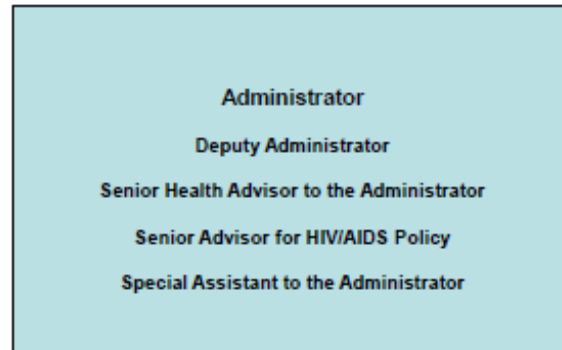 Administrator
Deputy Administrator
Senior Health Advisor to the Administrator
Senior Advisor for HIV/AIDS Policy
Special Assistant to the Administrator